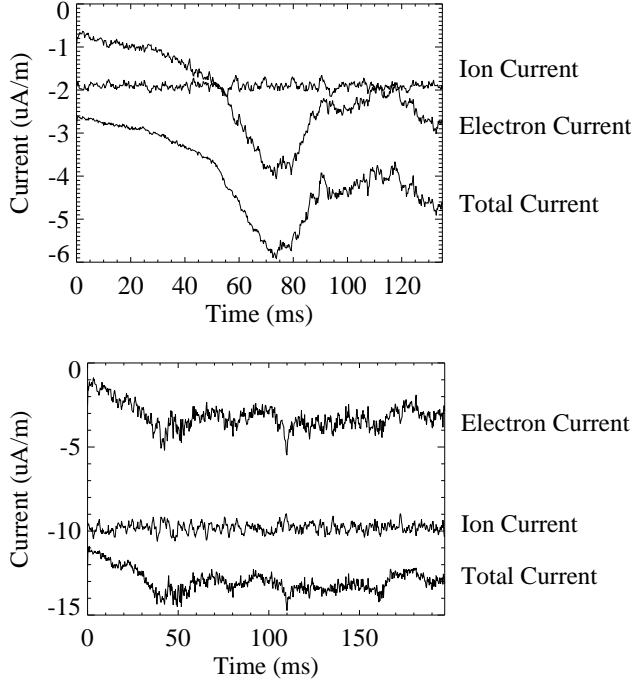 0
-1
-2
-3
-4
-5
-6
Current (uA/m)
0 20 40 60 80 100 120
Time (ms)
Ion Current
Electron Current
Total Current
0
-5
-10
-15
Current (uA/m)
0 50 100 150
Time (ms)
Electron Current
Ion Current
Total Current